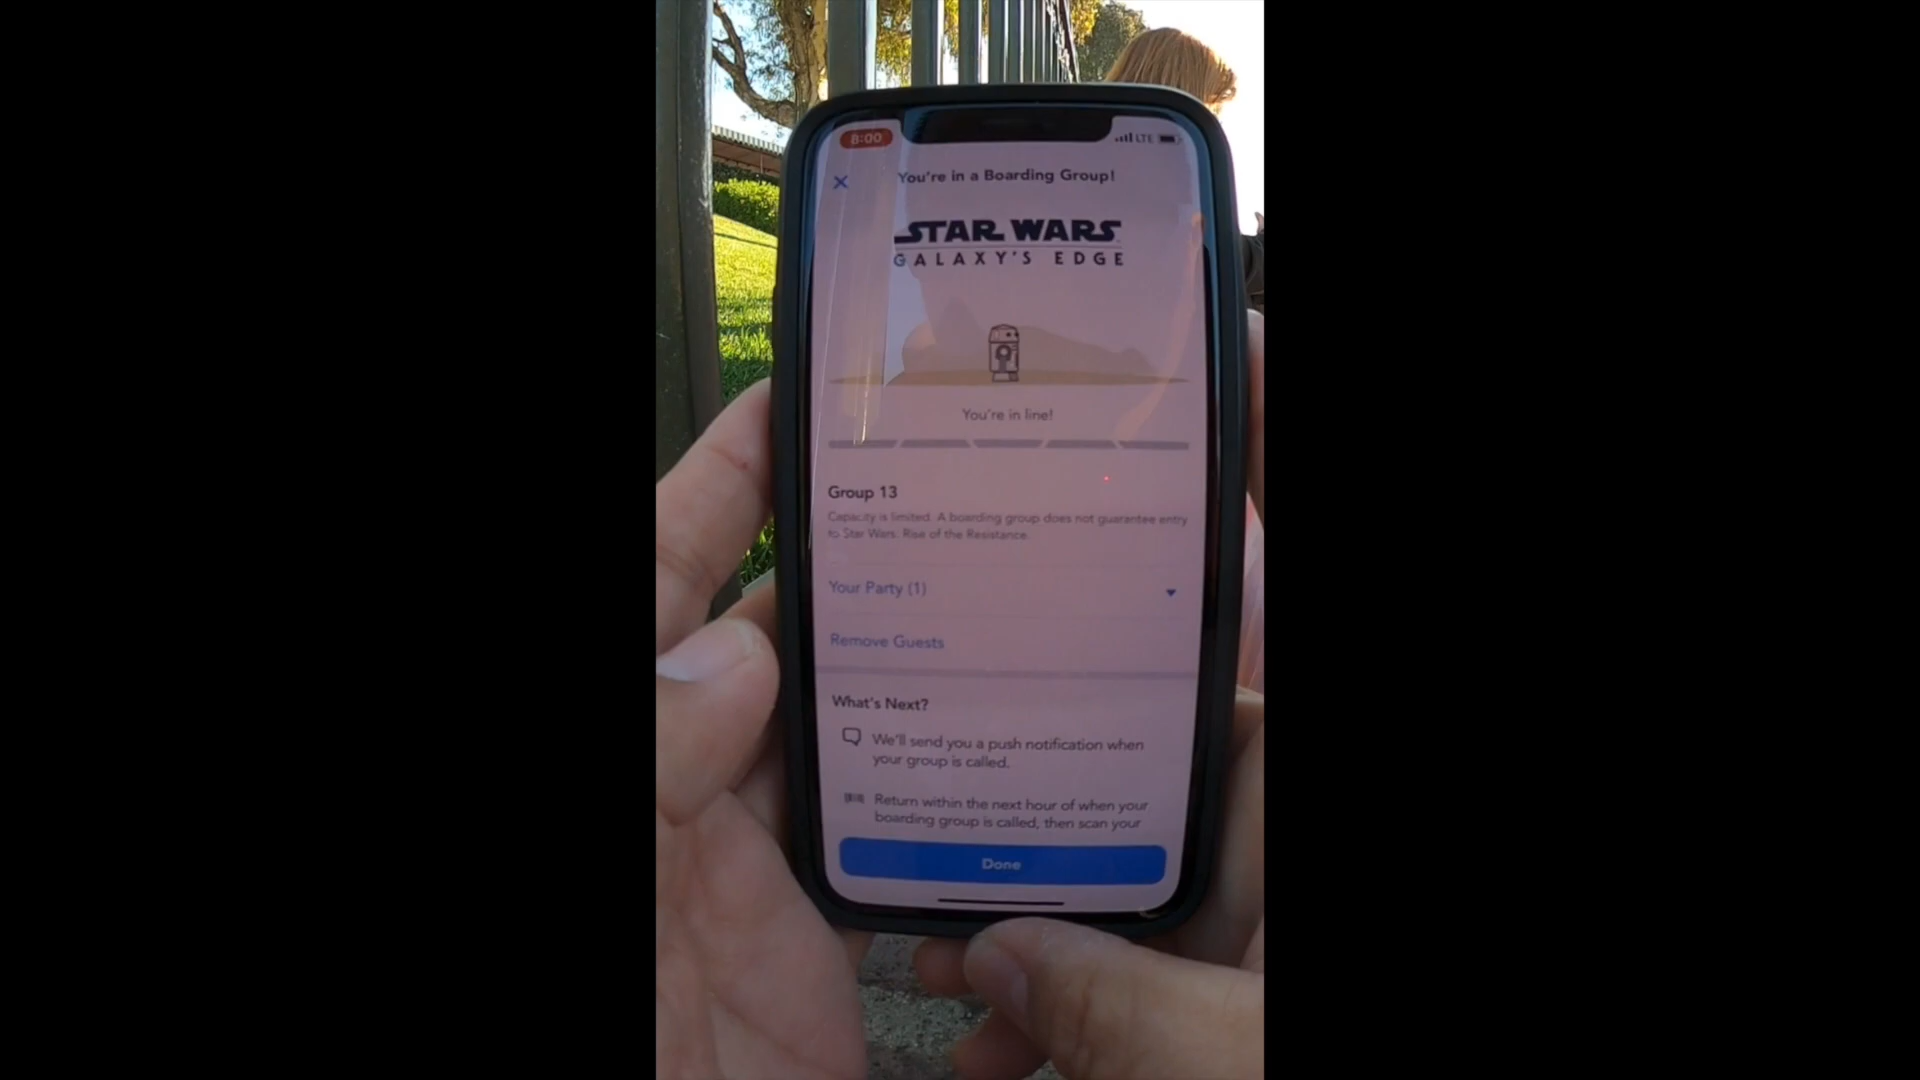 8:00
LTE
You're in a Boarding Group!
STAR WARS
GALAXY'S EDGE
You're in line!
Group 13
Capacity is limited. A boarding group does not guarantee entry
to Star Wars: Rise of the Resistance.
Your Party (1)
Remove Guests
What's Next?
We'll send you a push notification when
your group is called.
Return within the next hour of when your
boarding group is called, then scan your
Done